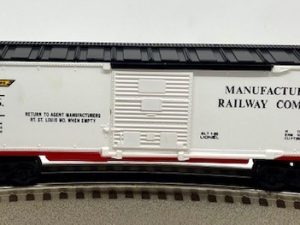 RETURN TO AGENT MANUFACTURERS
RY. ST. LOUIS MO. WHEN EMPTY
MANUFACTU
RAILWAY COM
LIONEL